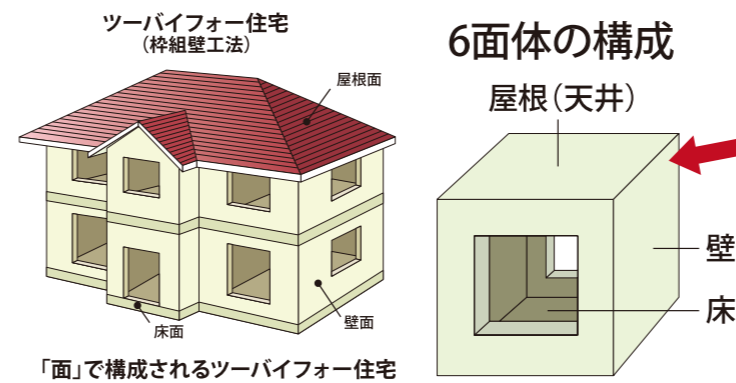 ツーバイフォー住宅
（枠組壁工法）
屋根面
床面
壁面
「面」で構成されるツーバイフォー住宅
6面体の構成
屋根（天井）
壁
床